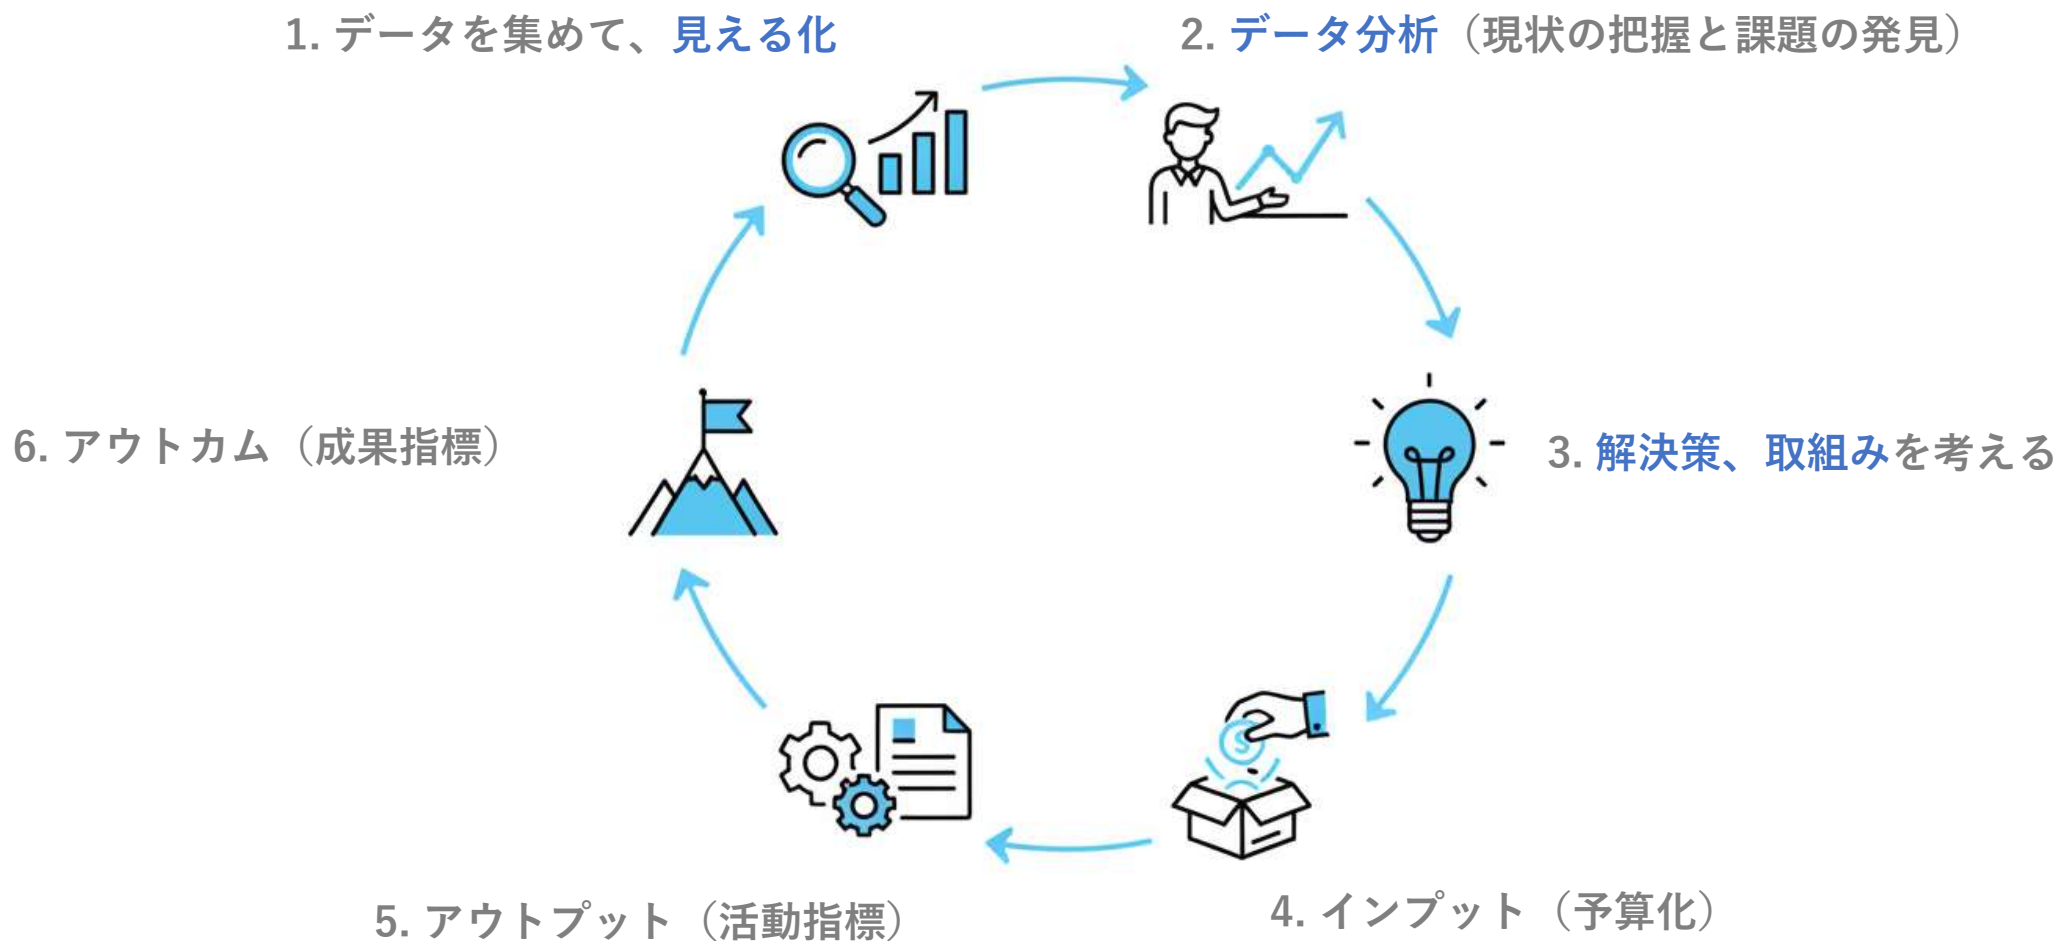 1. データを集めて、見える化
2. データ分析（現状の把握と課題の発見）
3. 解決策、取組みを考える
4. インプット（予算化）
5. アウトプット（活動指標）
6. アウトカム（成果指標）